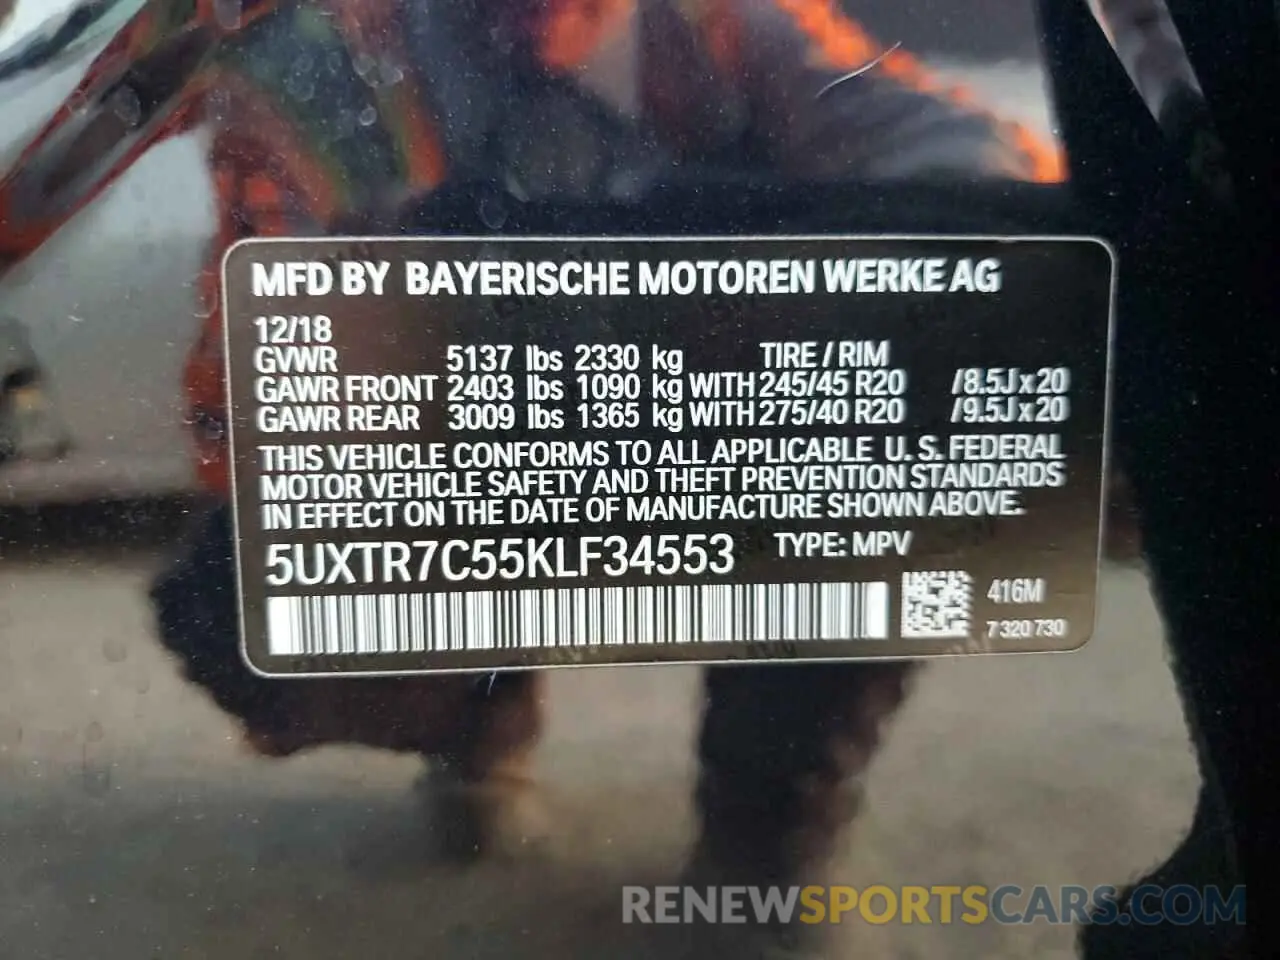 MFD BY BAYERISCHE MOTOREN WERKE AG
12/18
GVWR 5137 lbs 2330 kg TIRE / RIM
GAWR FRONT 2403 lbs 1090 kg WITH 245/45 R20 /8.5J x 20
GAWR REAR 3009 lbs 1365 kg WITH 275/40 R20 /9.5J x 20
THIS VEHICLE CONFORMS TO ALL APPLICABLE U. S. FEDERAL
MOTOR VEHICLE SAFETY AND THEFT PREVENTION STANDARDS
IN EFFECT ON THE DATE OF MANUFACTURE SHOWN ABOVE.
5UXTR7C55KLF34553 TYPE: MPV
416M
7 320 730
RENEWSPORTSCARS.COM